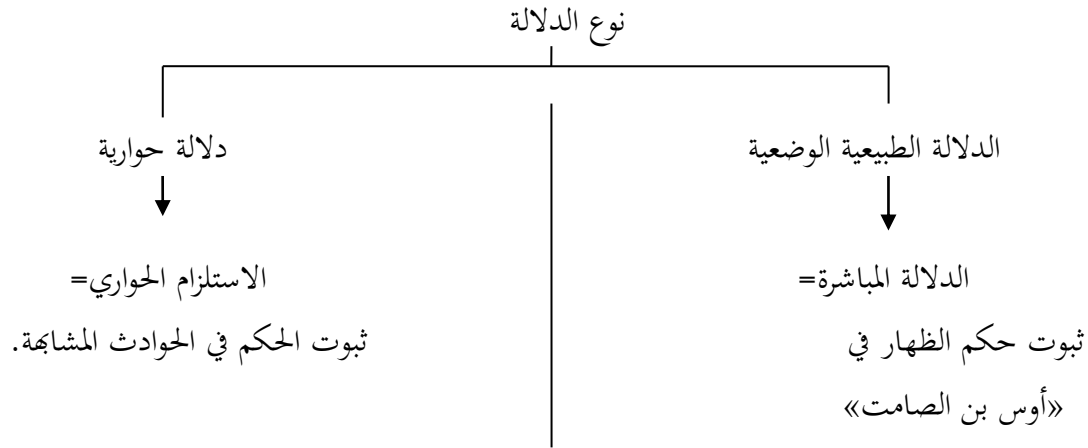 نوع الدلالة
الدلالة الطبيعية الوضعية
دلالة حوارية
الدلالة المباشرة=
ثبوت حكم الظهار في
«أوس بن الصامت»
الاستلزام الحواري=
ثبوت الحكم في الحوادث المشابهة.